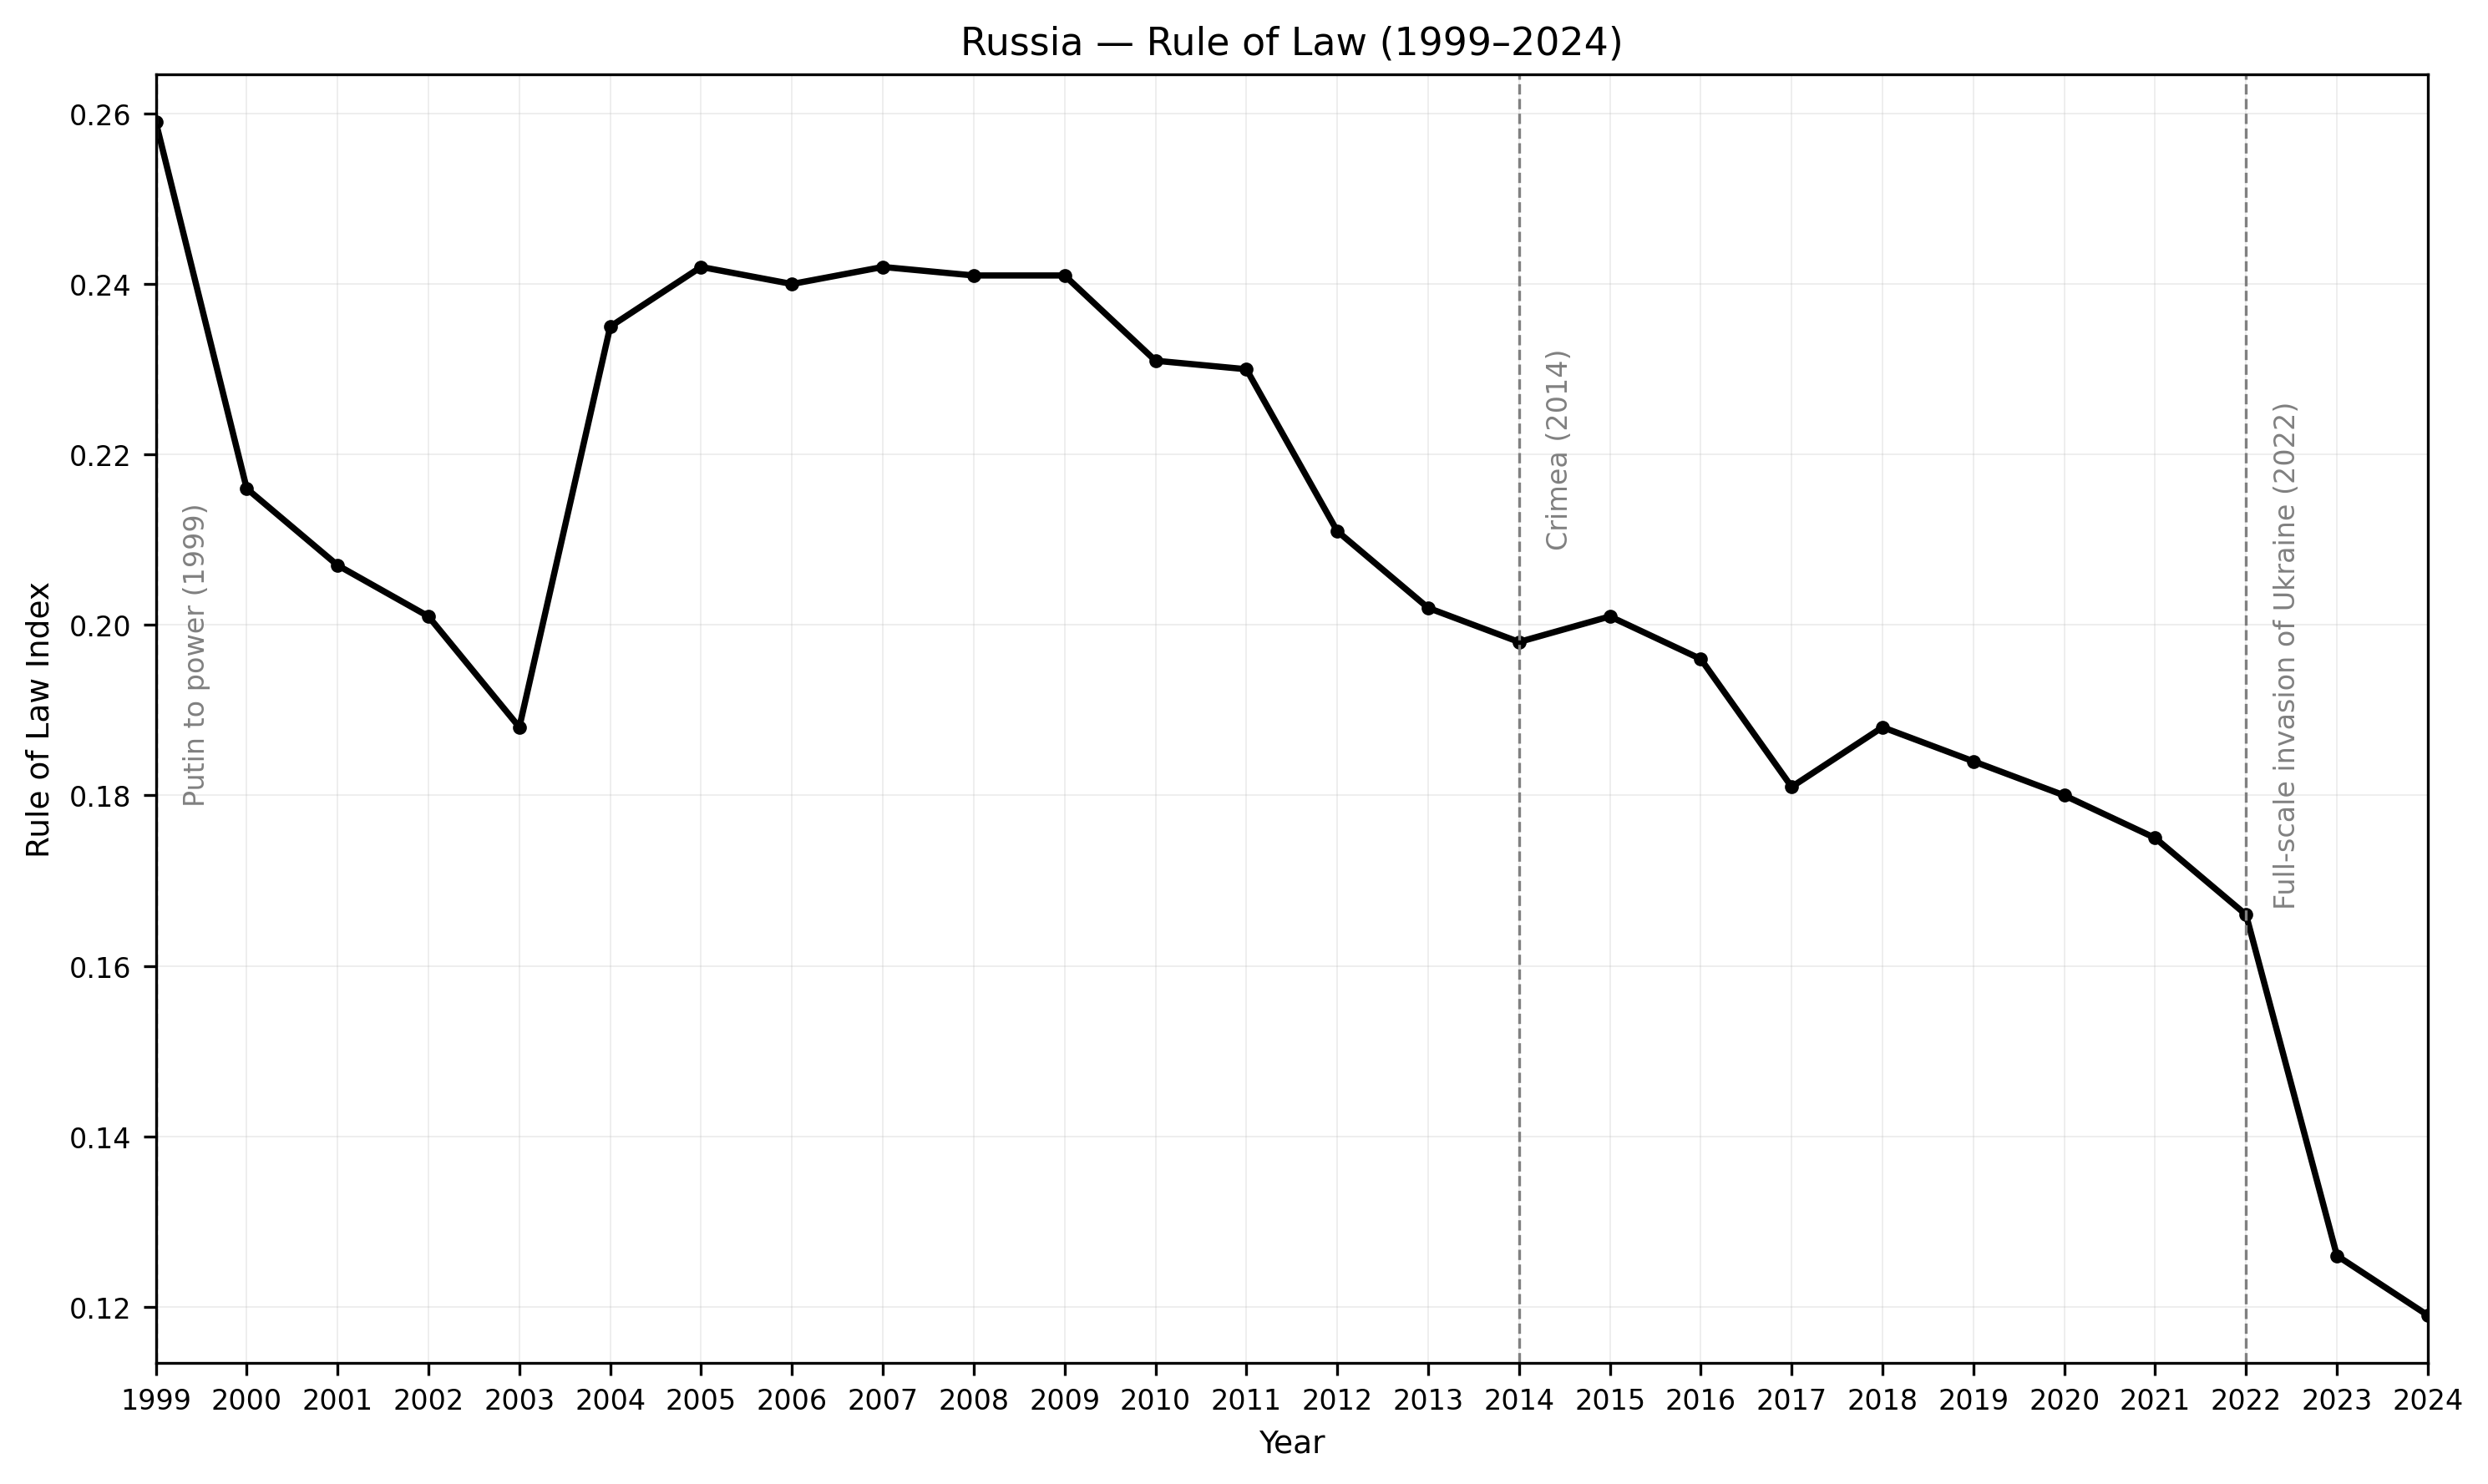 Russia — Rule of Law (1999–2024)
Rule of Law Index
0.26
0.24
0.22
0.20
0.18
0.16
0.14
0.12
Putin to power (1999)
Crimea (2014)
Full-scale invasion of Ukraine (2022)
1999 2000 2001 2002 2003 2004 2005 2006 2007 2008 2009 2010 2011 2012 2013 2014 2015 2016 2017 2018 2019 2020 2021 2022 2023 2024
Year